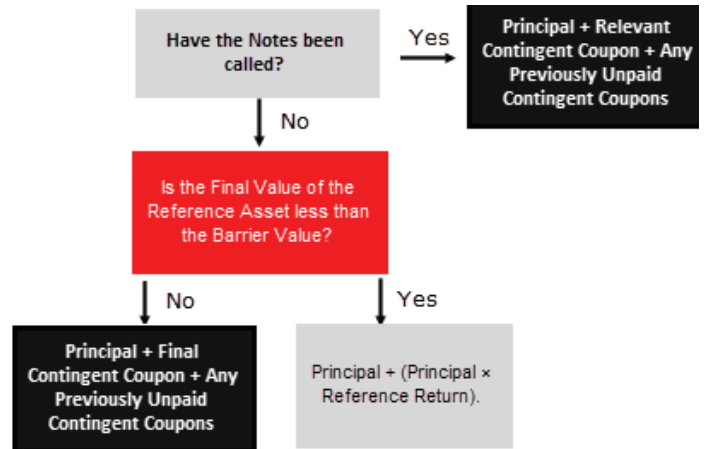 Have the Notes been
called?
Yes
Principal + Relevant
Contingent Coupon + Any
Previously Unpaid
Contingent Coupons
No
Is the Final Value of the
Reference Asset less than
the Barrier Value?
No
Yes
Principal + Final
Contingent Coupon + Any
Previously Unpaid
Contingent Coupons
Principal + (Principal ×
Reference Return).